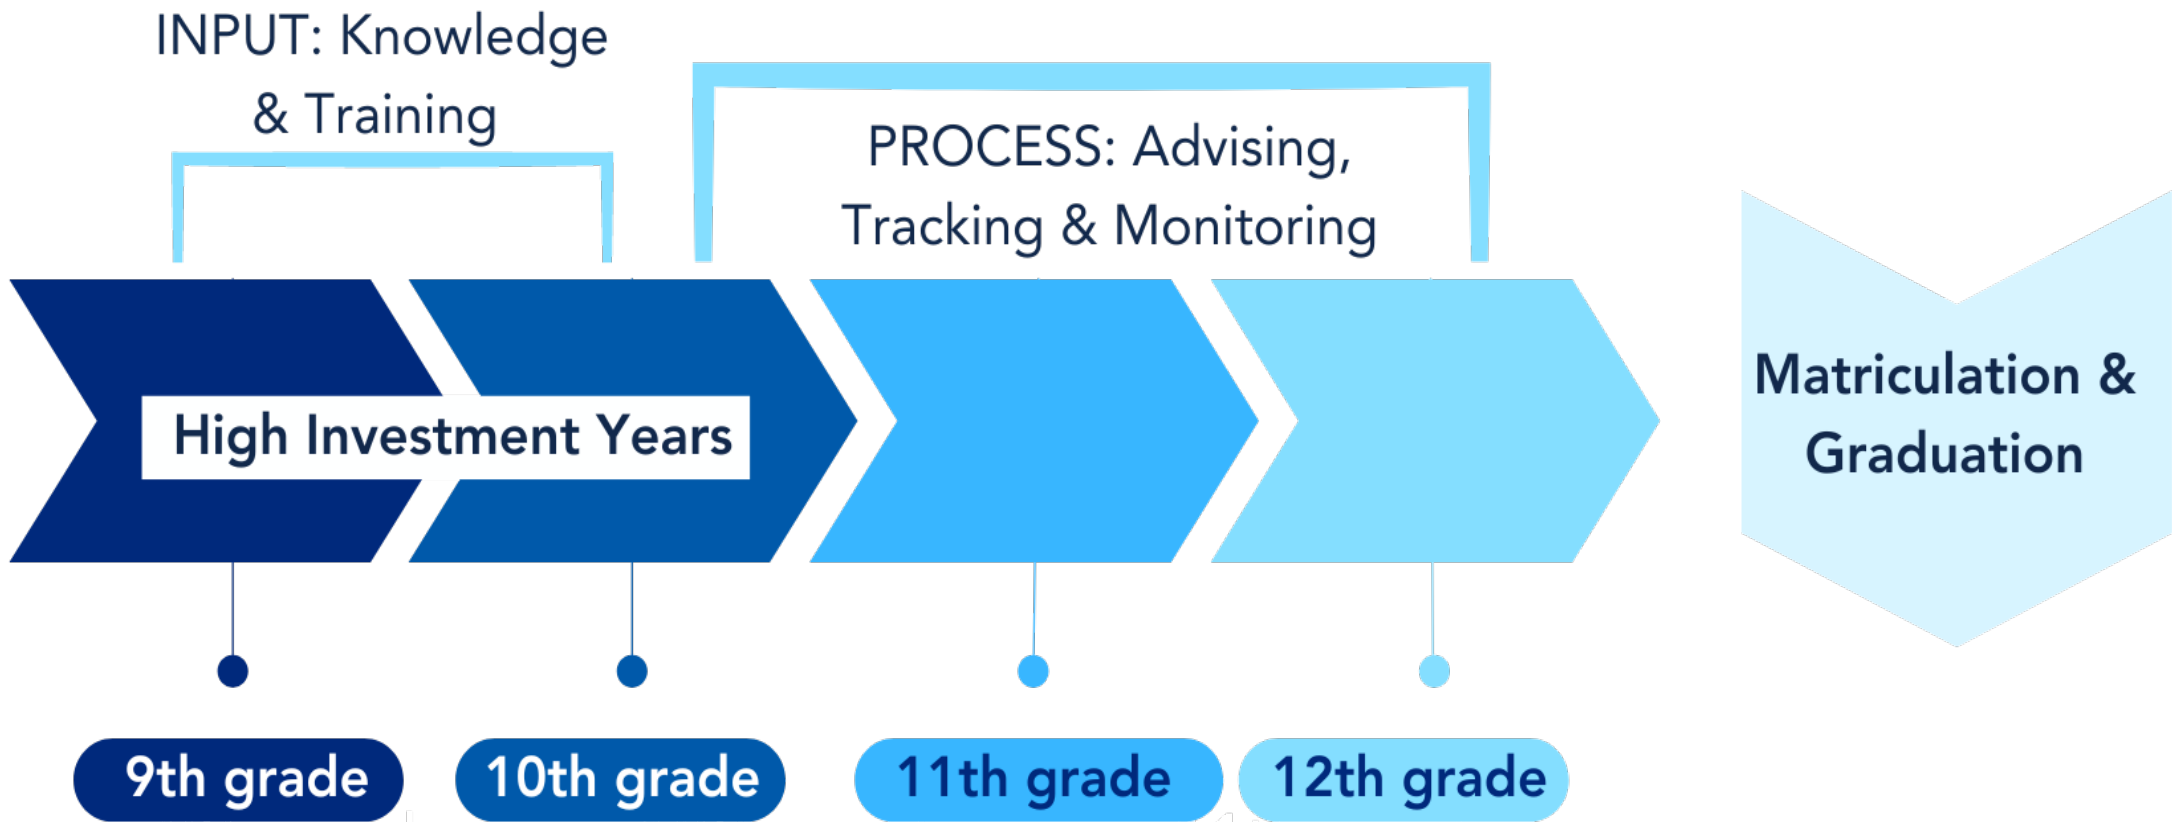 INPUT: Knowledge
& Training
PROCESS: Advising,
Tracking & Monitoring
High Investment Years
Matriculation &
Graduation
9th grade
10th grade
11th grade
12th grade